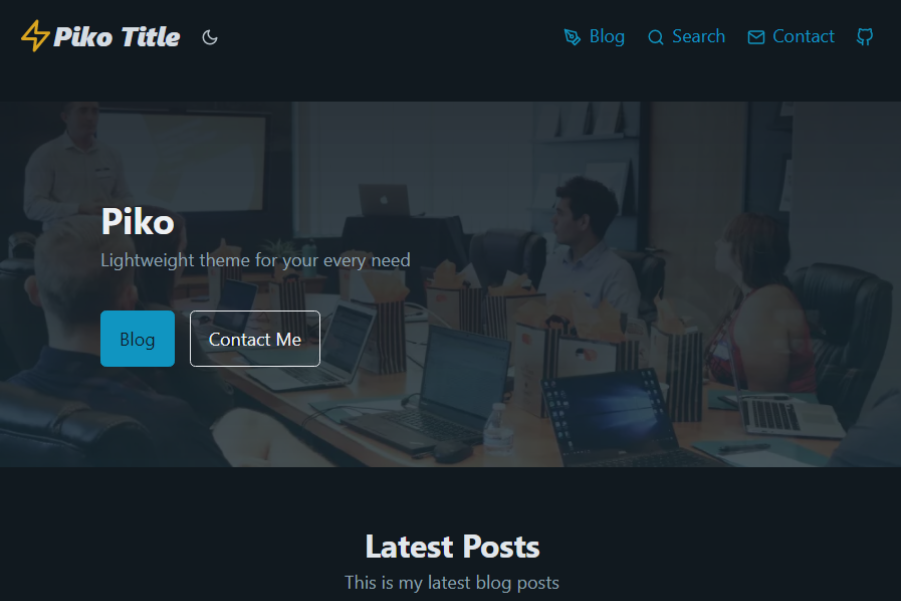 Piko Title
Blog
Search
Contact
Piko
Lightweight theme for your every need
Blog
Contact Me
Latest Posts
This is my latest blog posts